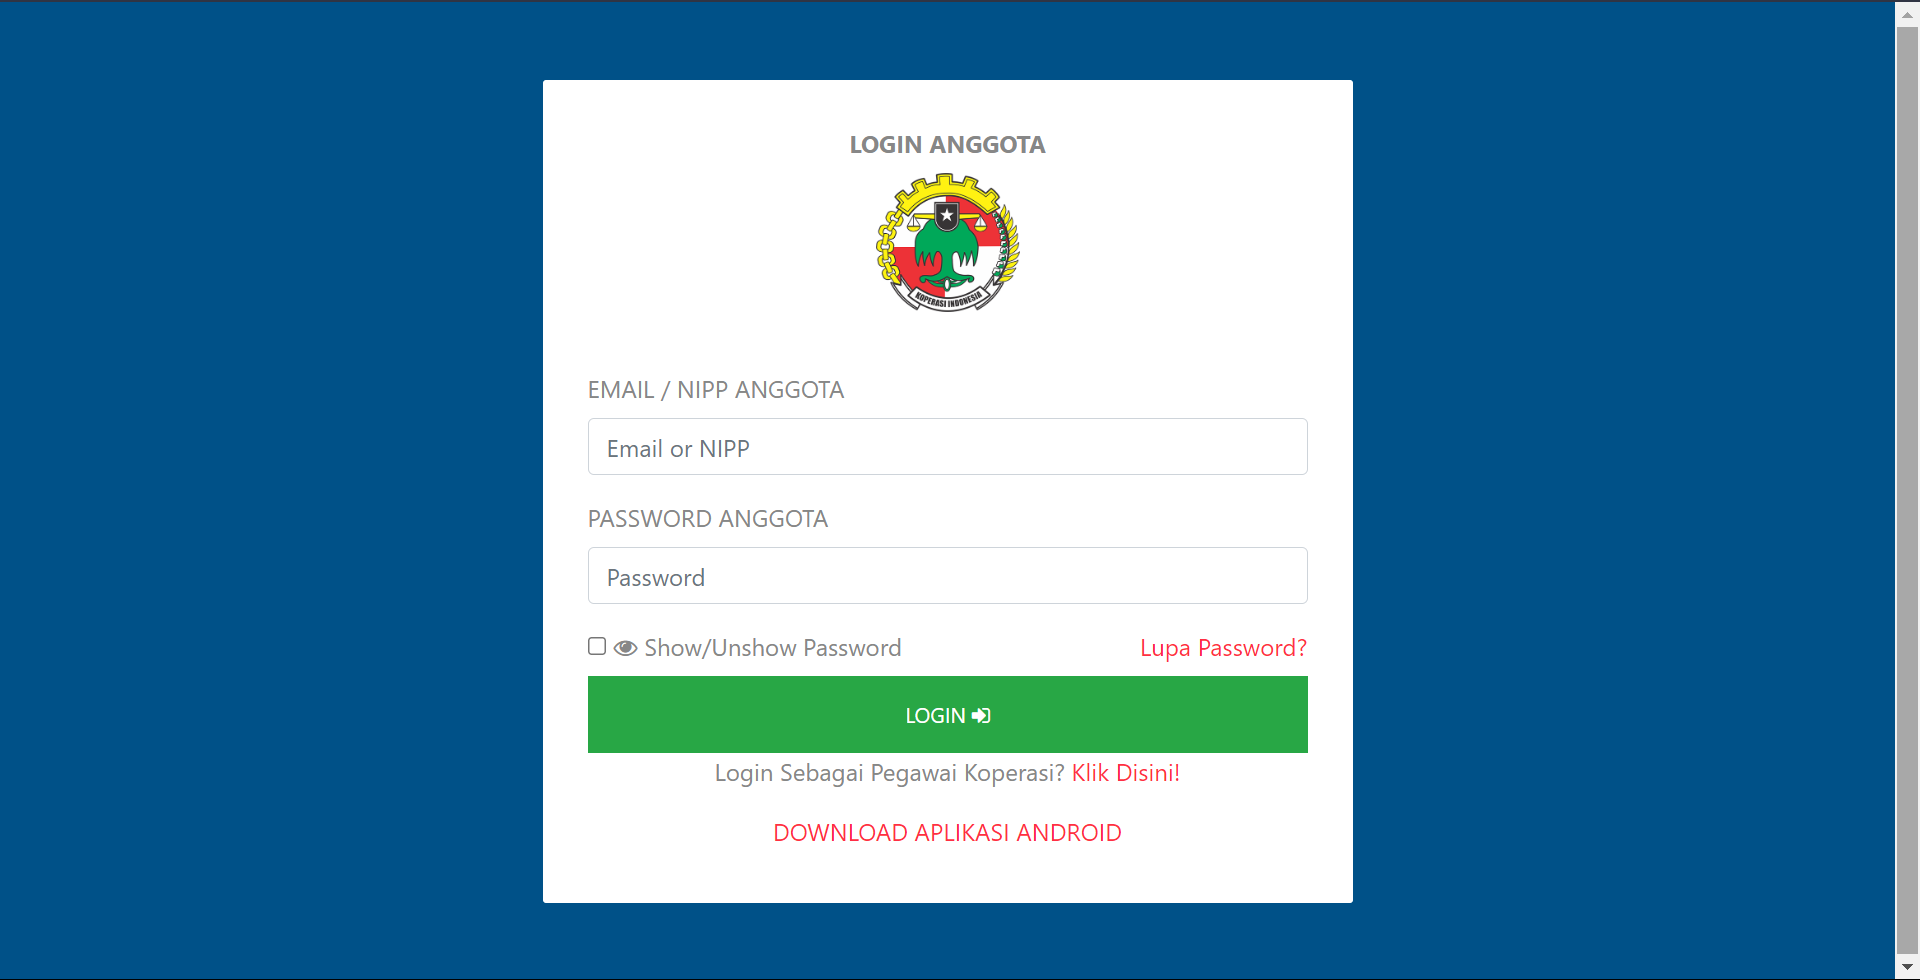 LOGIN ANGGOTA
KOPERASI INDONESIA
EMAIL / NIPP ANGGOTA
Email or NIPP
PASSWORD ANGGOTA
Password
Show/Unshow Password
Lupa Password?
LOGIN
Login Sebagai Pegawai Koperasi? Klik Disini!
DOWNLOAD APLIKASI ANDROID